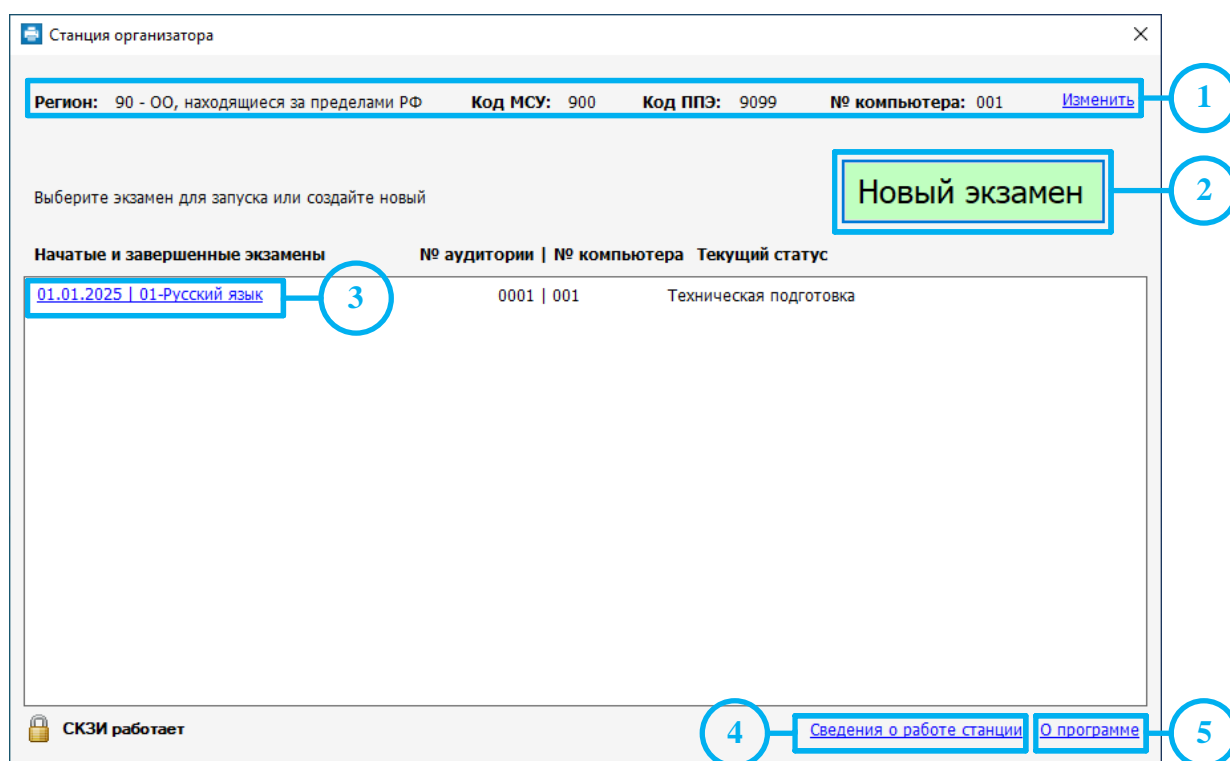 Станция организатора
Регион: 90 - ОО, находящиеся за пределами РФ Код МСУ: 900 Код ППЭ: 9099 № компьютера: 001 Изменить 1
Выберите экзамен для запуска или создайте новый Новый экзамен 2
Начатые и завершенные экзамены № аудитории | № компьютера Текущий статус
01.01.2025 | 01-Русский язык 3 0001 | 001 Техническая подготовка
СКЗИ работает 4 Сведения о работе станции О программе 5